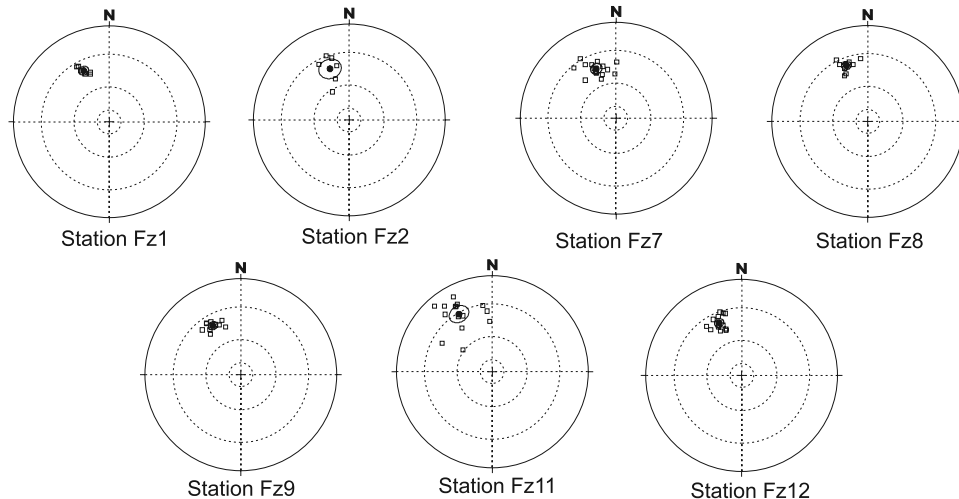 N N N N
Station Fz1 Station Fz2 Station Fz7 Station Fz8
N N N
Station Fz9 Station Fz11 Station Fz12